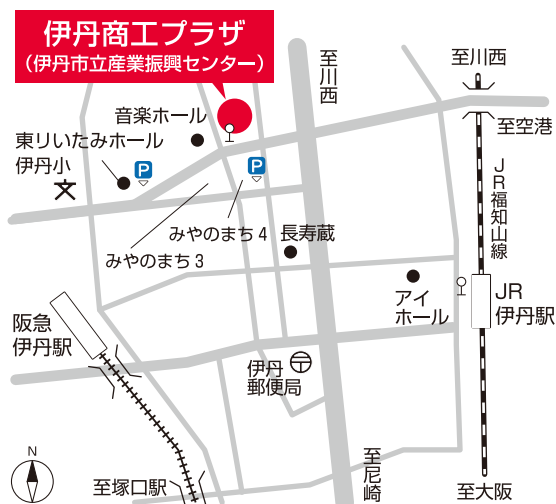 伊丹商工プラザ
（伊丹市立産業振興センター）
至川西
至川西
音楽ホール
至空港
東リいたみホール
伊丹小
P
P
JR福知山線
みやのまち4
長寿蔵
みやのまち3
アイ
ホール
JR
伊丹駅
阪急
伊丹駅
伊丹
郵便局
N
至塚口駅
至尼崎
至大阪